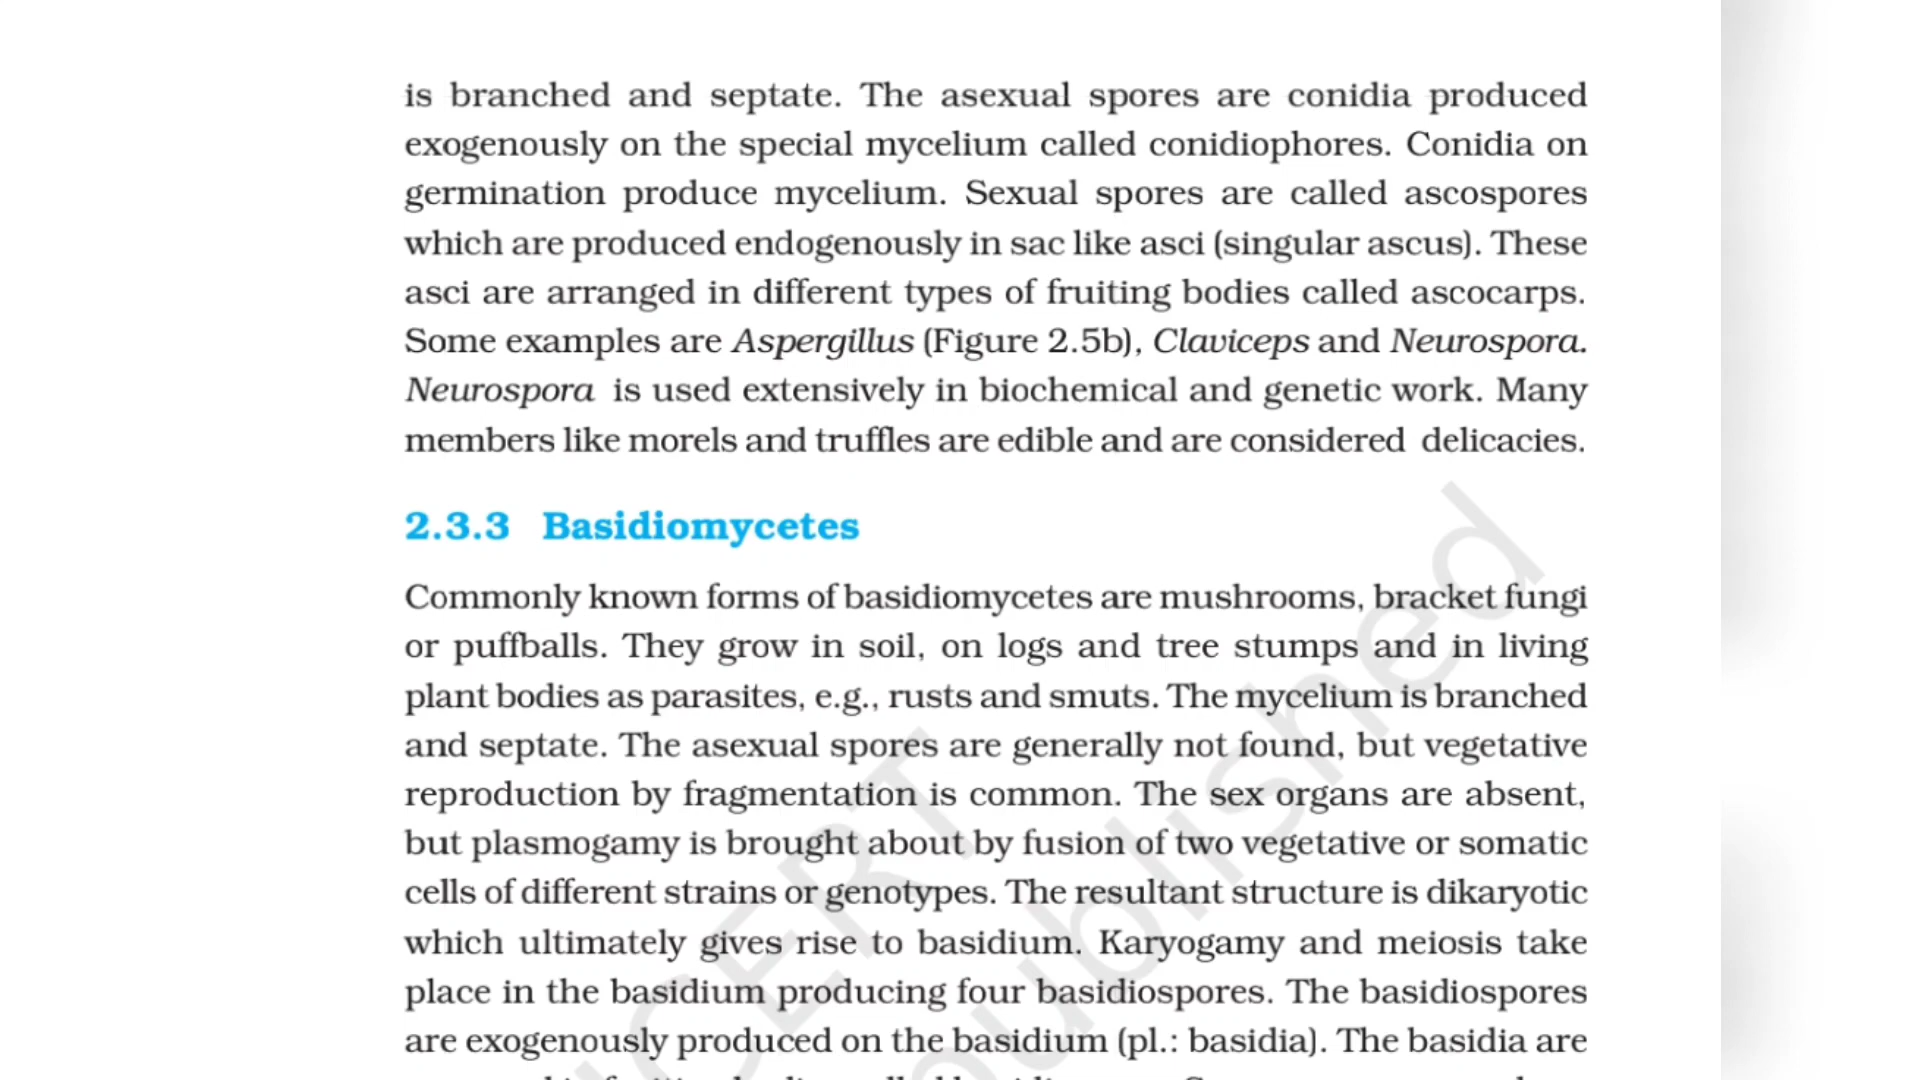 is branched and septate. The asexual spores are conidia produced
exogenously on the special mycelium called conidiophores. Conidia on
germination produce mycelium. Sexual spores are called ascospores
which are produced endogenously in sac like asci (singular ascus). These
asci are arranged in different types of fruiting bodies called ascocarps.
Some examples are Aspergillus (Figure 2.5b), Claviceps and Neurospora.
Neurospora is used extensively in biochemical and genetic work. Many
members like morels and truffles are edible and are considered delicacies.
2.3.3 Basidiomycetes
Commonly known forms of basidiomycetes are mushrooms, bracket fungi
or puffballs. They grow in soil, on logs and tree stumps and in living
plant bodies as parasites, e.g., rusts and smuts. The mycelium is branched
and septate. The asexual spores are generally not found, but vegetative
reproduction by fragmentation is common. The sex organs are absent,
but plasmogamy is brought about by fusion of two vegetative or somatic
cells of different strains or genotypes. The resultant structure is dikaryotic
which ultimately gives rise to basidium. Karyogamy and meiosis take
place in the basidium producing four basidiospores. The basidiospores
are exogenously produced on the basidium (pl.: basidia). The basidia are